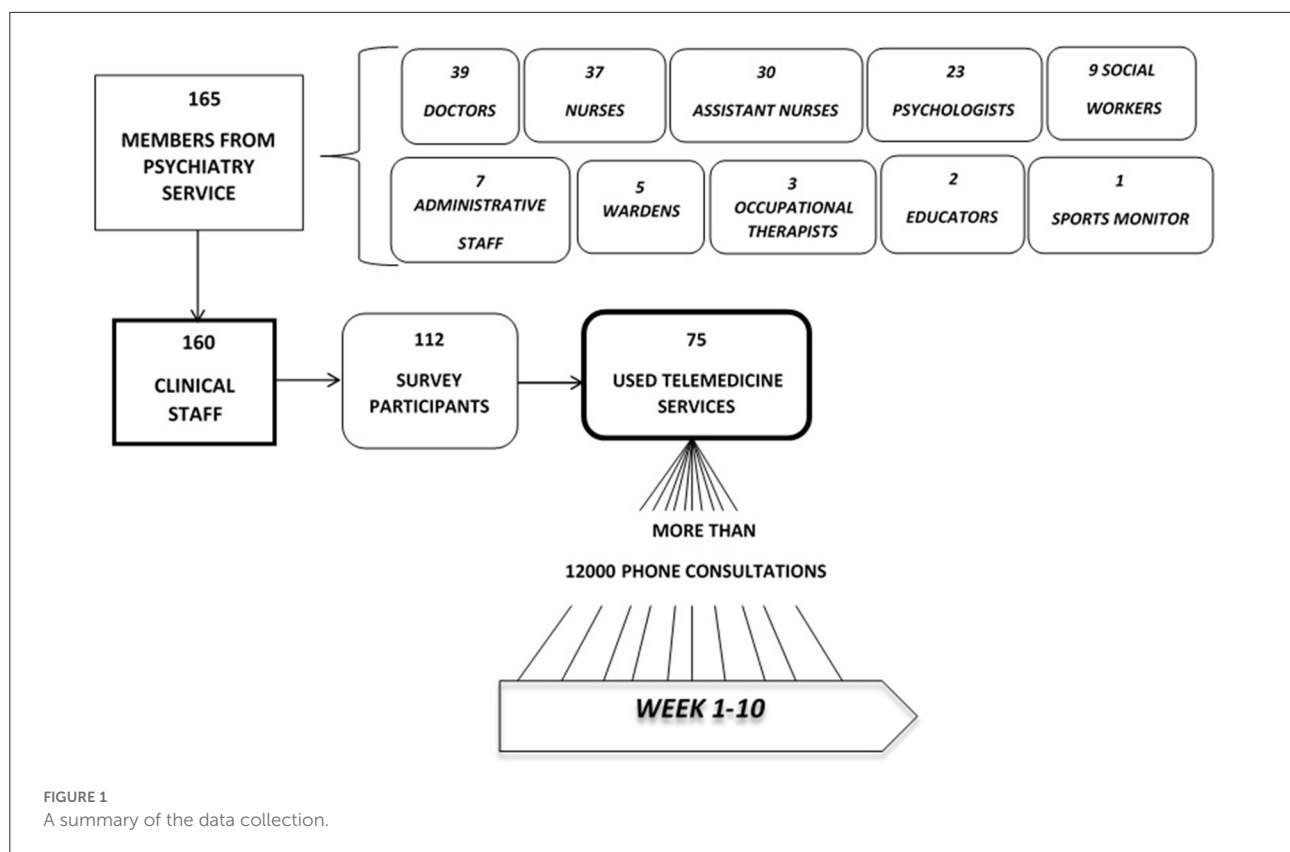 165
MEMBERS FROM
PSYCHIATRY
SERVICE
39
DOCTORS
37
NURSES
30
ASSISTANT NURSES
23
PSYCHOLOGISTS
9 SOCIAL
WORKERS
7
ADMINISTRATIVE
STAFF
5
WARDENS
3
OCCUPATIONAL
THERAPISTS
2
EDUCATORS
1
SPORTS MONITOR
160
CLINICAL
STAFF
112
SURVEY
PARTICIPANTS
75
USED TELEMEDICINE
SERVICES
MORE THAN
12000 PHONE CONSULTATIONS
WEEK 1-10
FIGURE 1
A summary of the data collection.